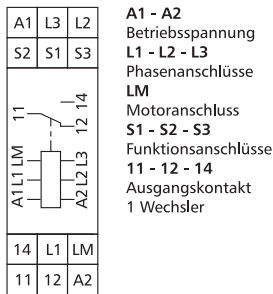 A1 L3 L2
S2 S1 S3
11
14
12
A1 L1 LM
A2 L2 L3
14 L1 LM
11 12 A2
A1 - A2
Betriebsspannung
L1 - L2 - L3
Phasenanschlüsse
LM
Motoranschluss
S1 - S2 - S3
Funktionsanschlüsse
11 - 12 - 14
Ausgangskontakt
1 Wechsler